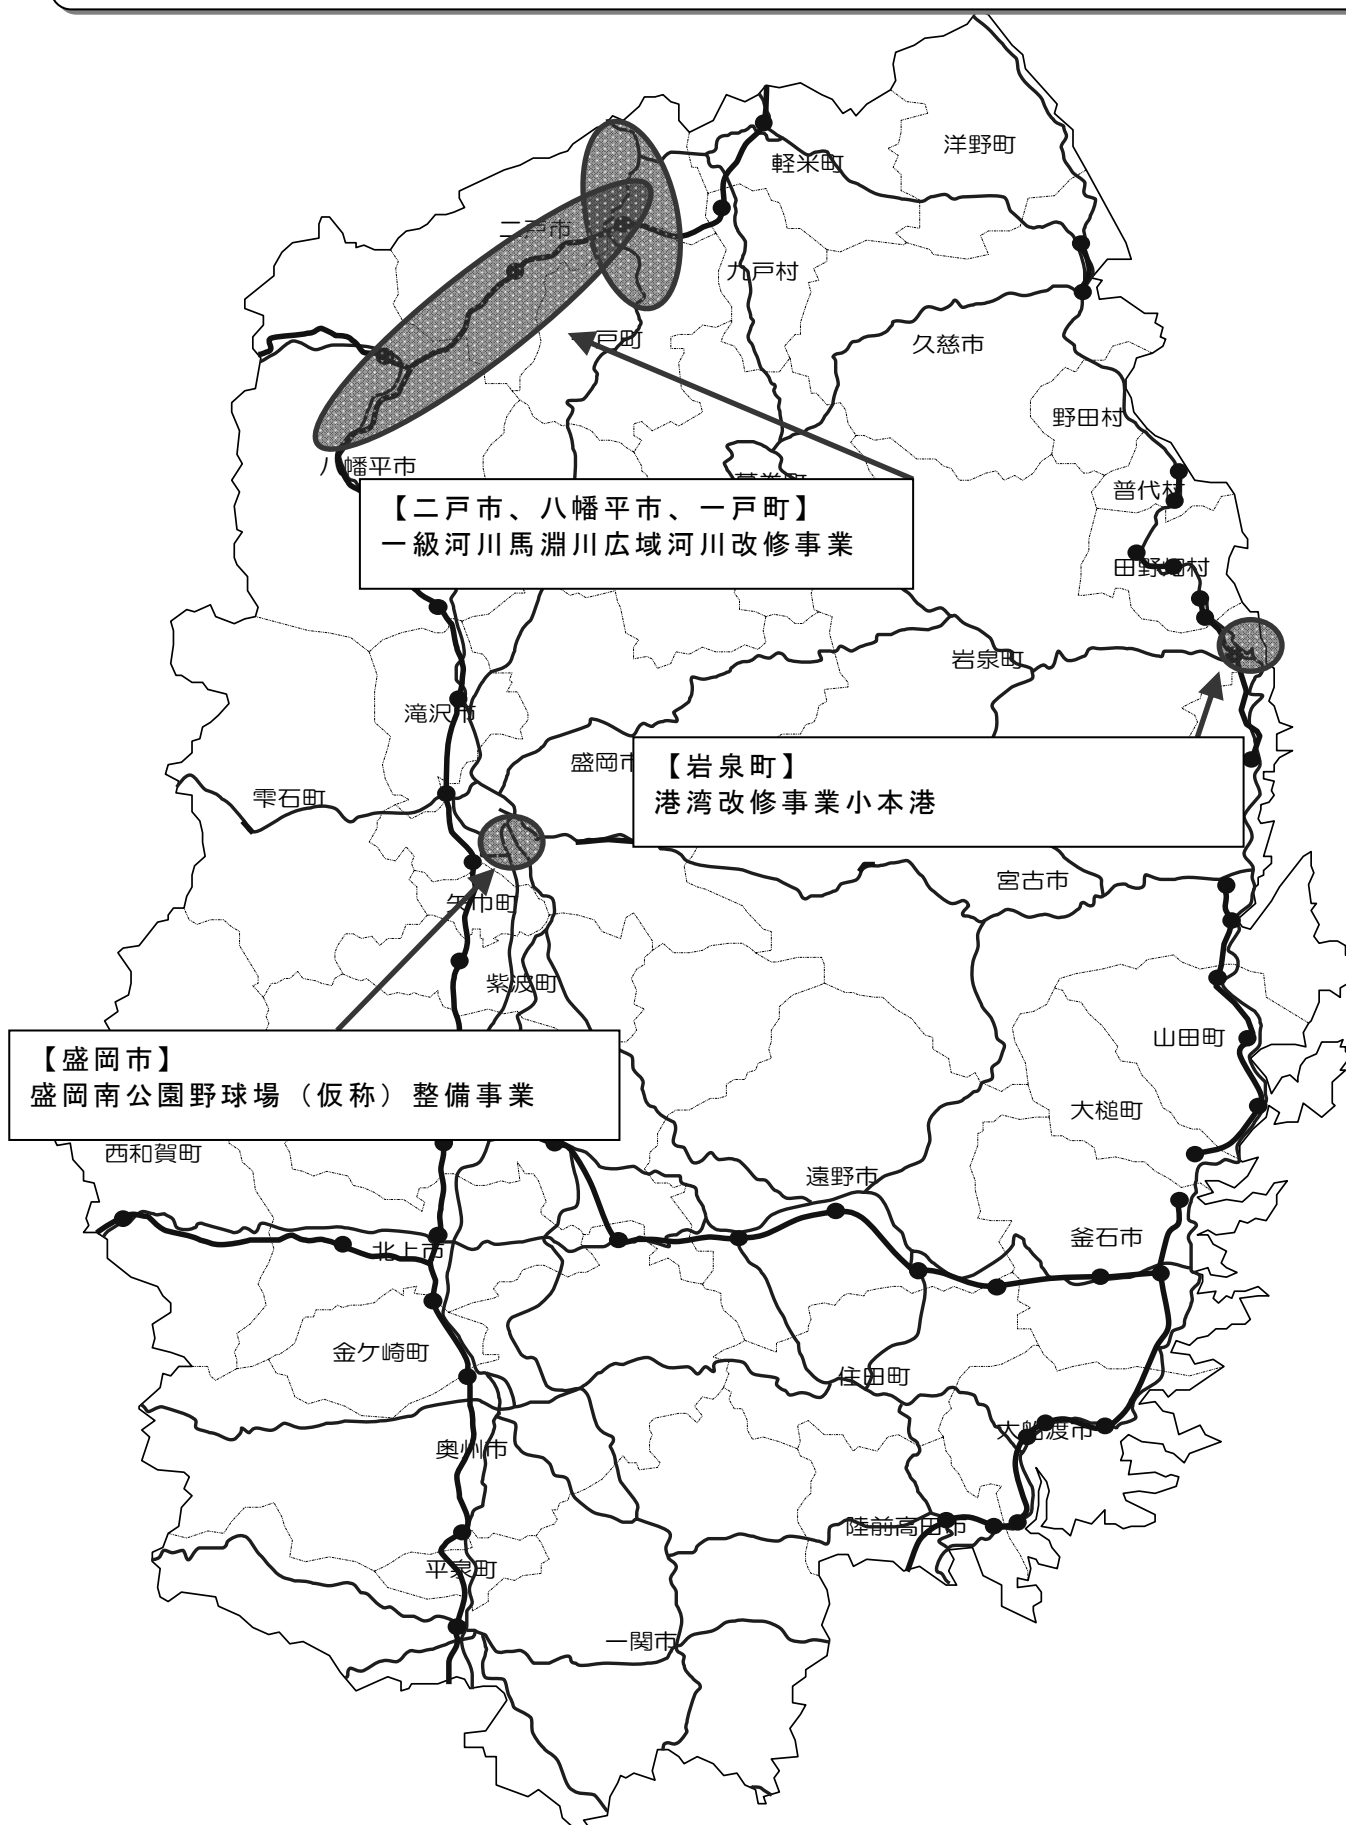 洋野町
軽米町
二戸市
九戸村
戸町
久慈市
野田村
八幡平市
普代村
【二戸市、八幡平市、一戸町】
一級河川馬淵川広域河川改修事業
田野畑村
岩泉町
滝沢市
盛岡市
【岩泉町】
港湾改修事業小本港
雫石町
宮古市
矢巾町
紫波町
山田町
【盛岡市】
盛岡南公園野球場（仮称）整備事業
大槌町
西和賀町
遠野市
釜石市
北上市
金ケ崎町
住田町
大船渡市
奥州市
陸前高田市
平泉町
一関市